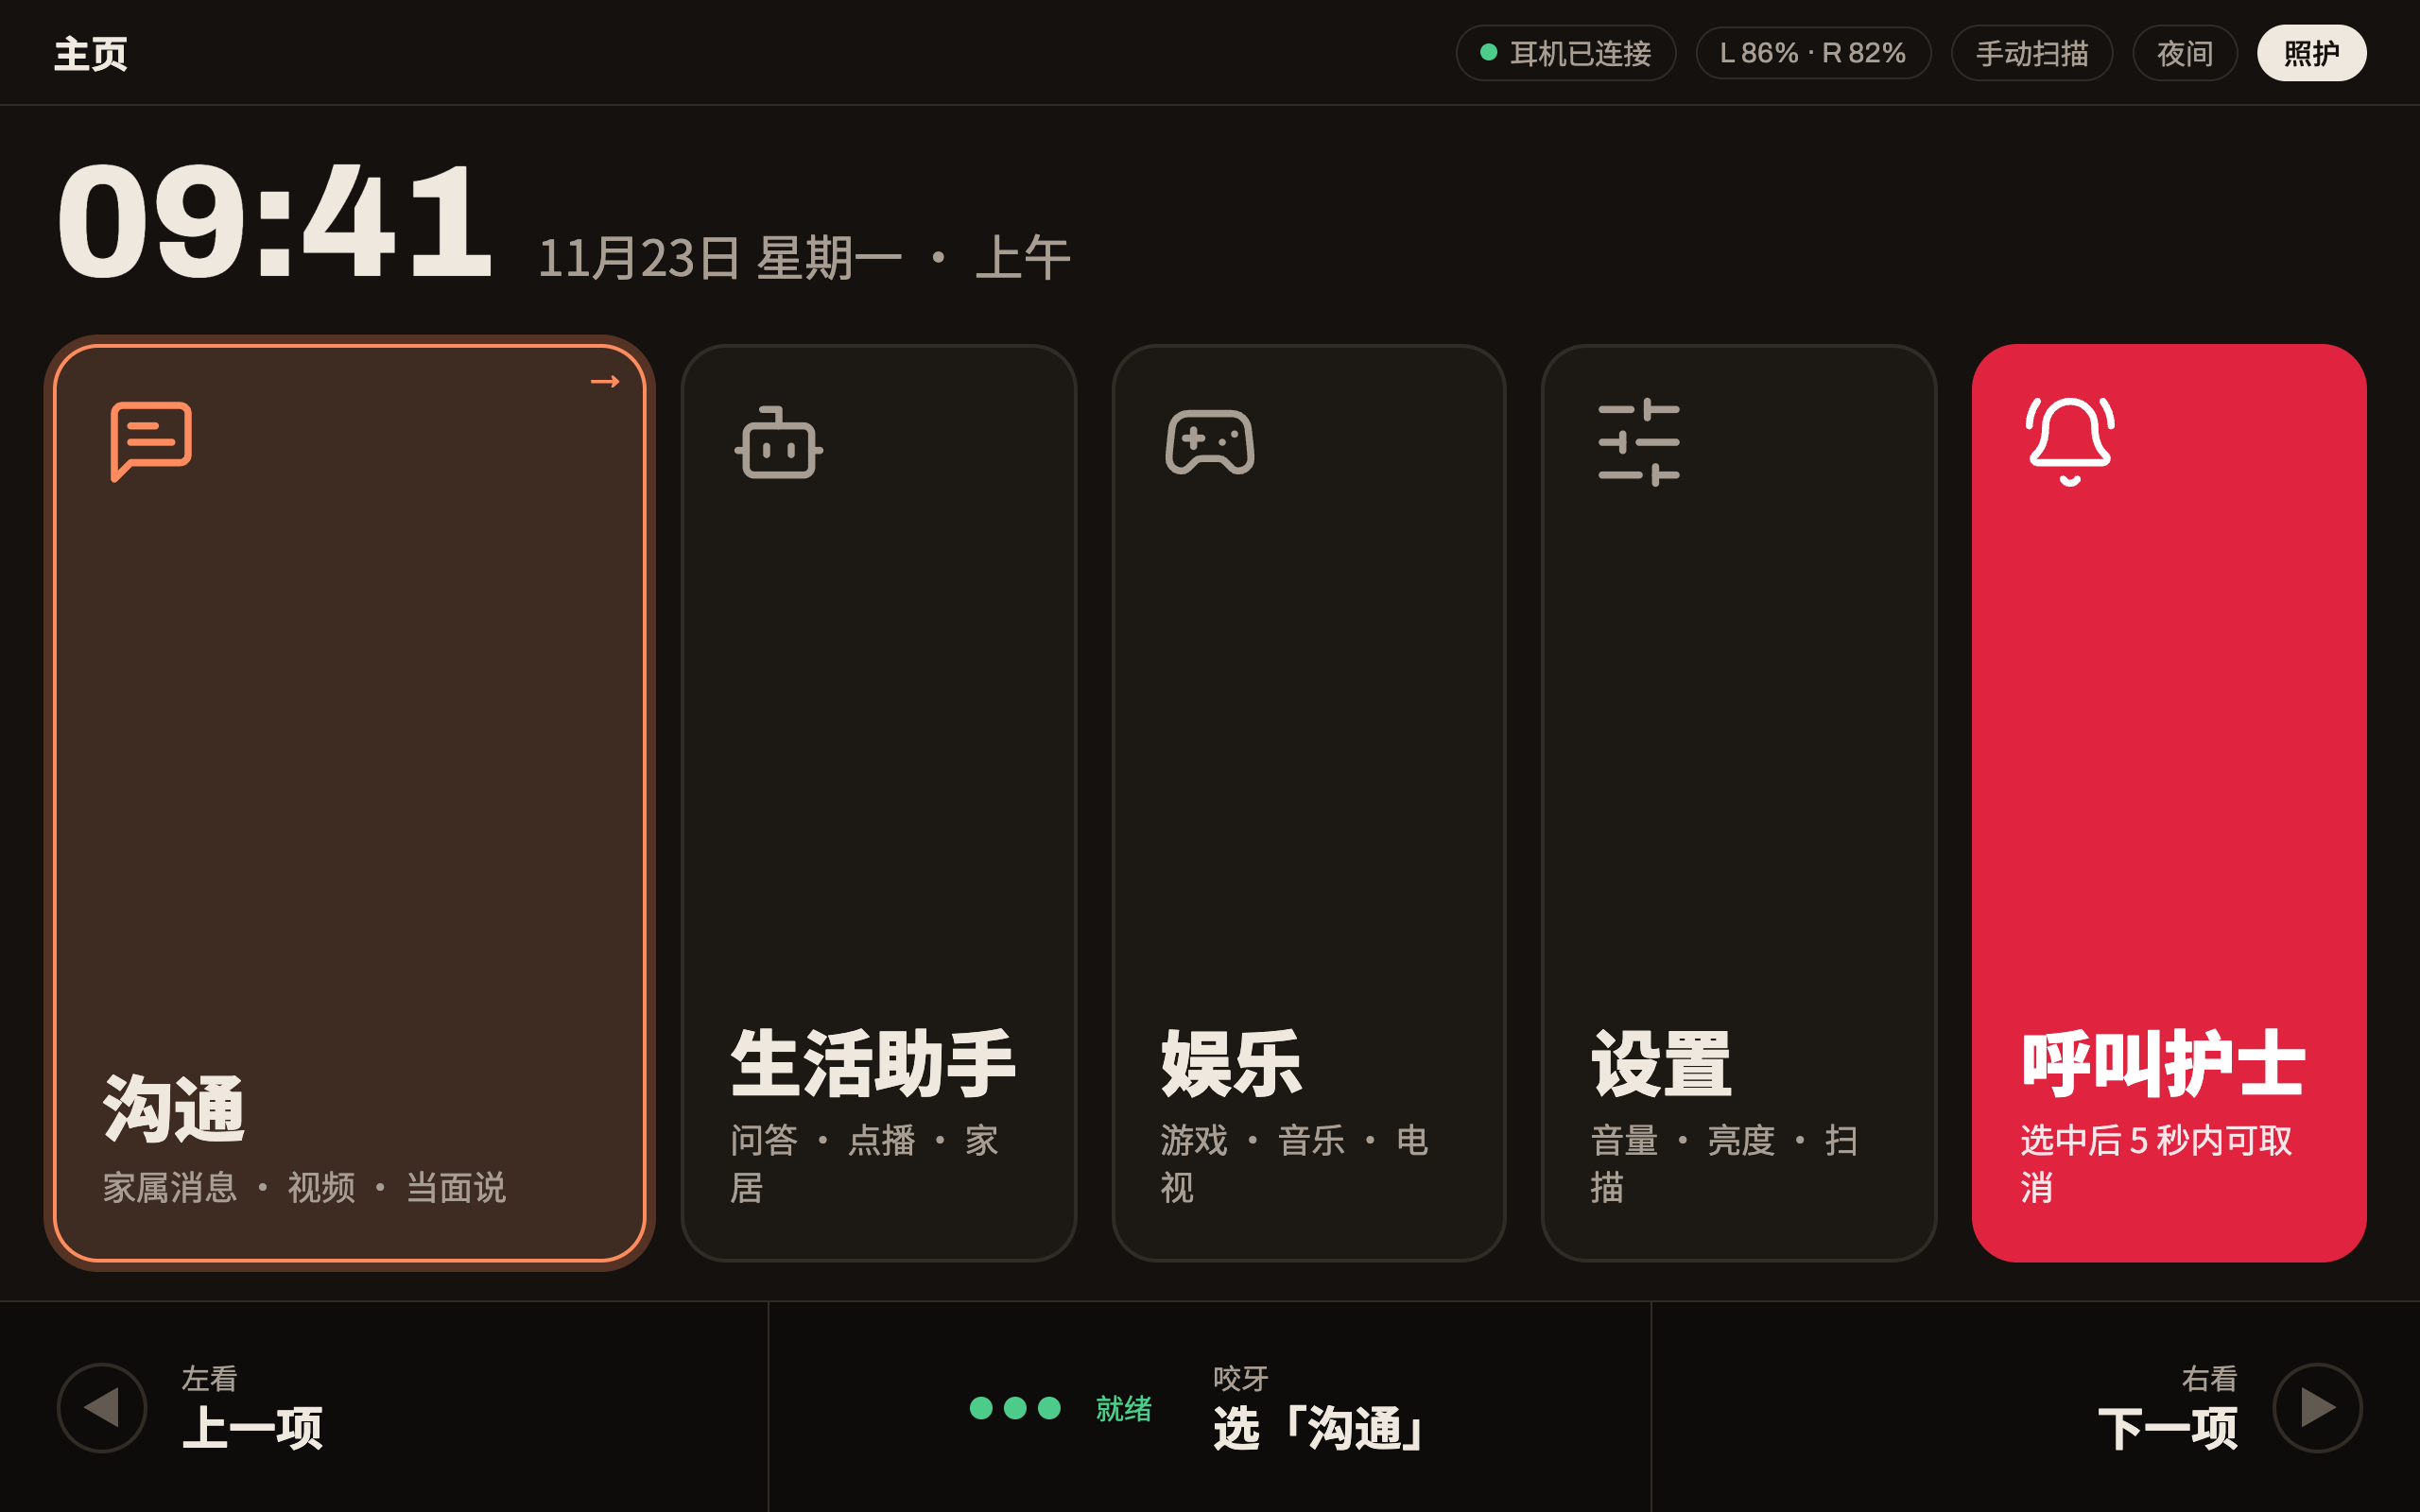 主页
耳机已连接
L 86% · R 82%
手动扫描
夜间
照护
09:41
11月23日 星期一 · 上午
→
沟通
家属消息 · 视频 · 当面说
生活助手
问答 · 点播 · 家
居
娱乐
游戏 · 音乐 · 电
视
设置
音量 · 亮度 · 扫
描
呼叫护士
选中后 5 秒内可取
消
左看
上一项
就绪
咬牙
选「沟通」
右看
下一项